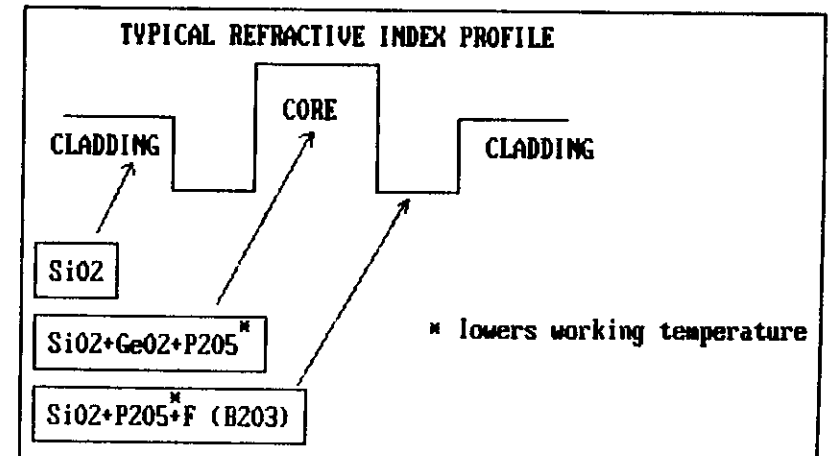 TYPICAL REFRACTIVE INDEX PROFILE
CORE
CLADDING
CLADDING
SiO2
SiO2+GeO2+P2O5*
* lowers working temperature
SiO2+P2O5*+F (B2O3)